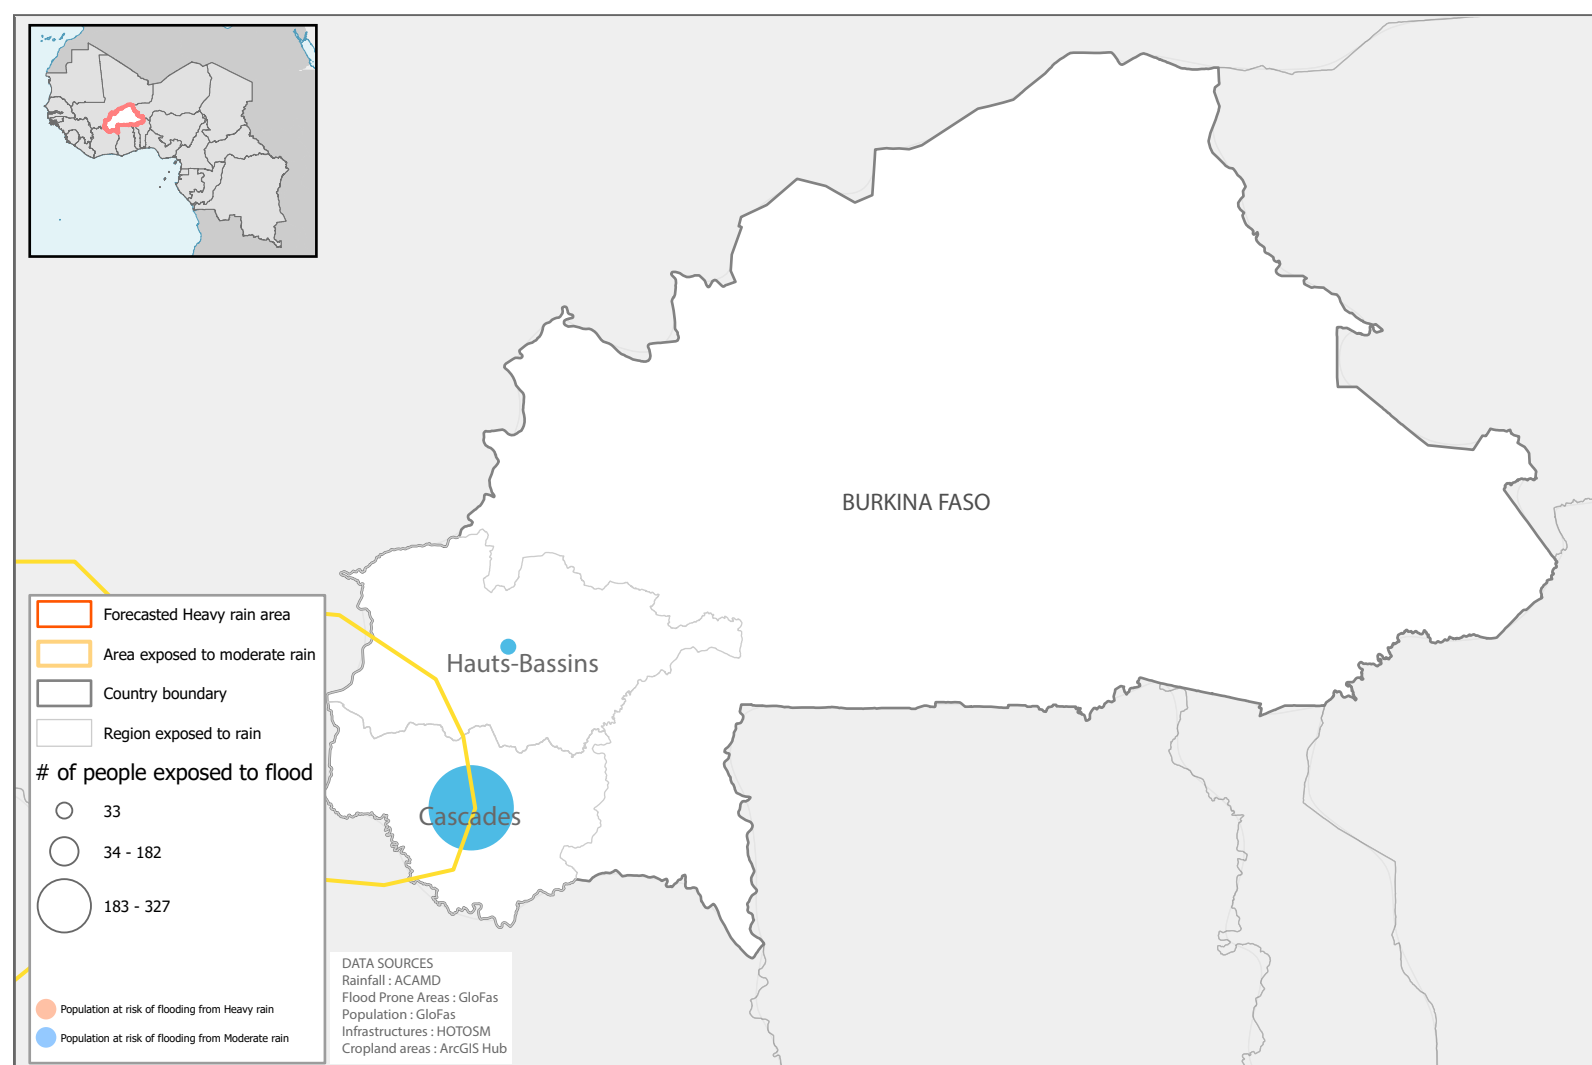 BURKINA FASO
Hauts-Bassins
Cascades
Forecasted Heavy rain area
Area exposed to moderate rain
Country boundary
Region exposed to rain
# of people exposed to flood
33
34 - 182
183 - 327
Population at risk of flooding from Heavy rain
Population at risk of flooding from Moderate rain
DATA SOURCES
Rainfall : ACAMD
Flood Prone Areas : GloFas
Population : GloFas
Infrastructures : HOTOSM
Cropland areas : ArcGIS Hub